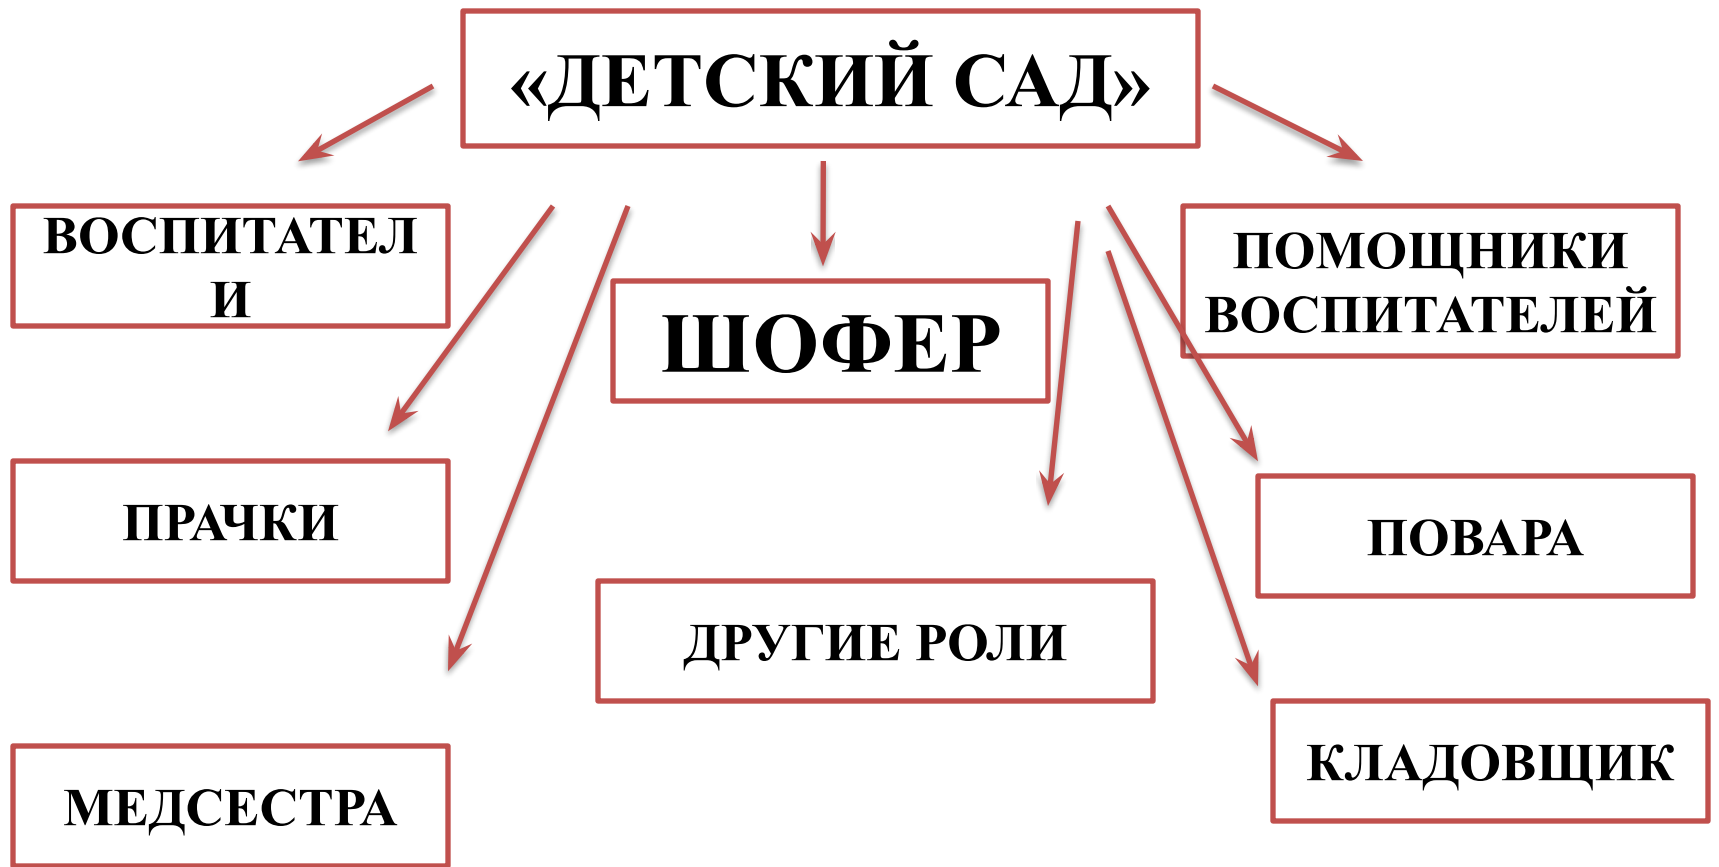 «ДЕТСКИЙ САД»
ВОСПИТАТЕЛ
И
ПОМОЩНИКИ
ВОСПИТАТЕЛЕЙ
ШОФЕР
ПРАЧКИ
ПОВАРА
ДРУГИЕ РОЛИ
КЛАДОВЩИК
МЕДСЕСТРА